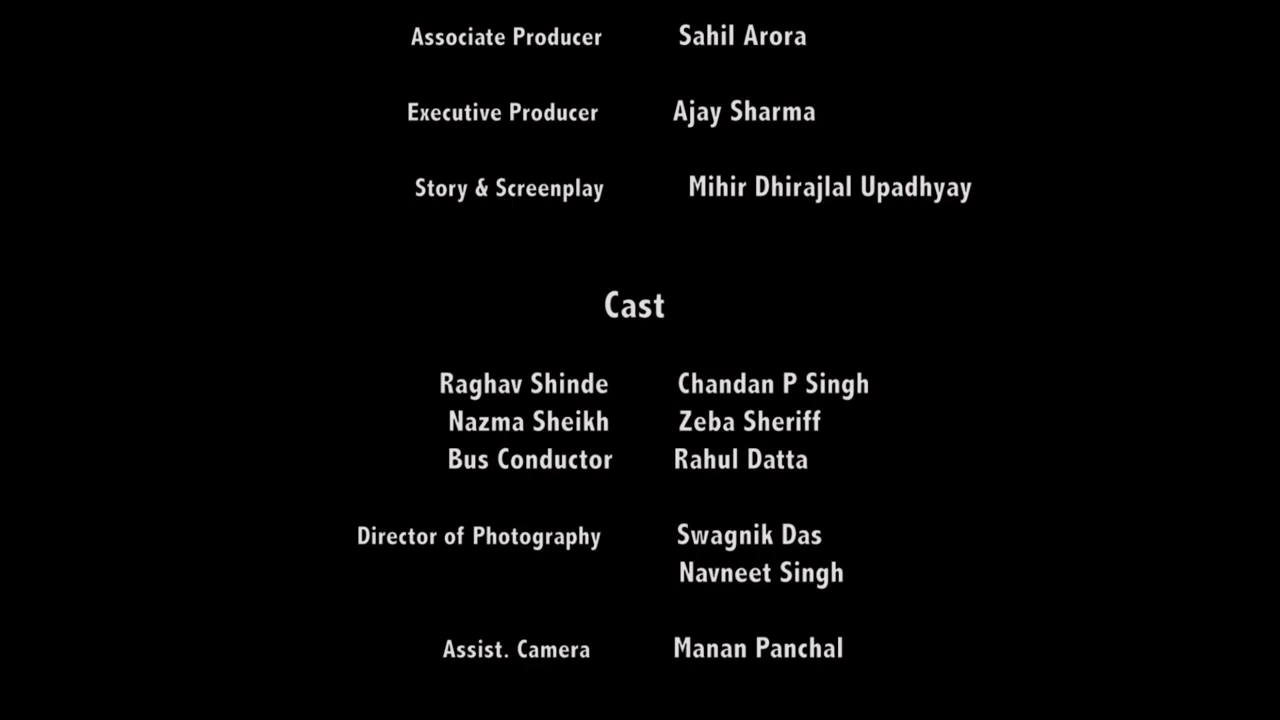 Associate Producer Sahil Arora
Executive Producer Ajay Sharma
Story & Screenplay Mihir Dhirajlal Upadhyay
Cast
Raghav Shinde Chandan P Singh
Nazma Sheikh Zeba Sheriff
Bus Conductor Rahul Datta
Director of Photography Swagnik Das
Navneet Singh
Assist. Camera Manan Panchal